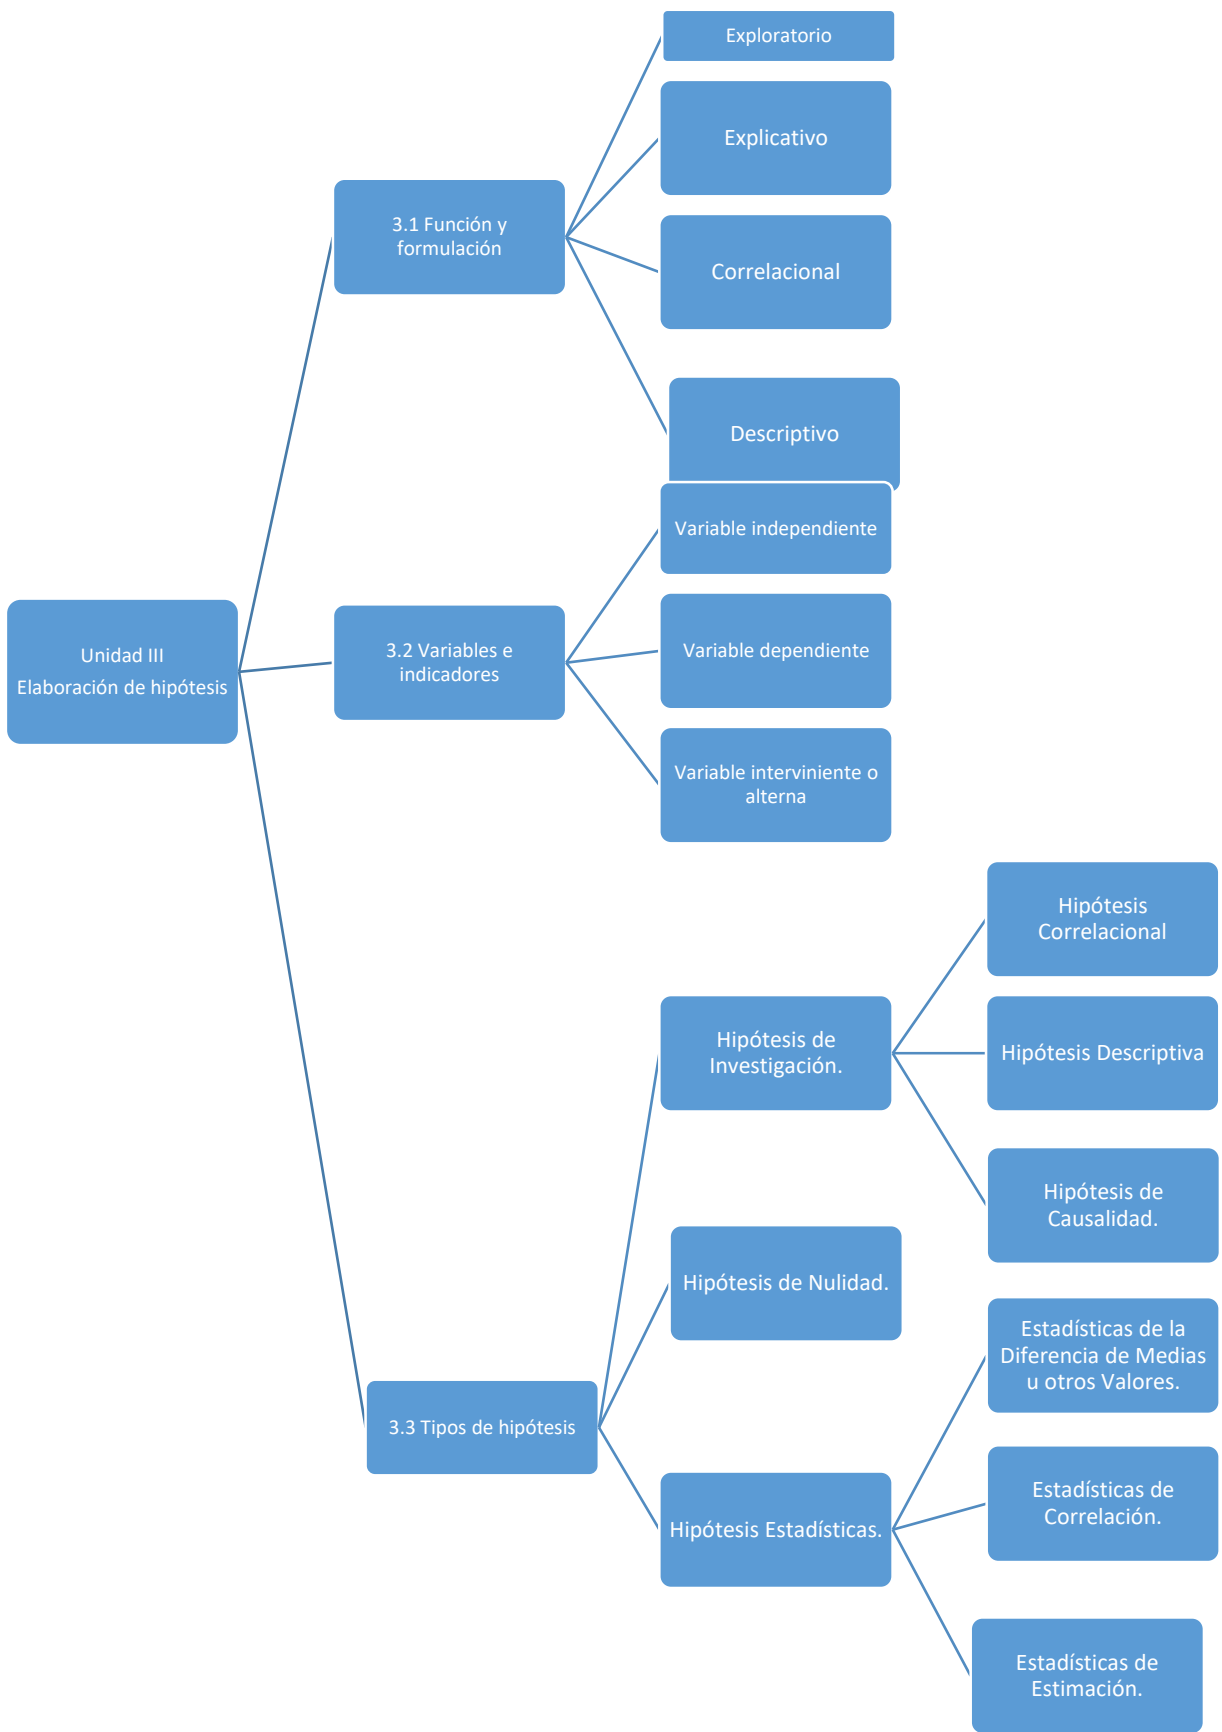 Exploratorio
Explicativo
3.1 Función y
formulación
Correlacional
Descriptivo
Variable independiente
Unidad III
Elaboración de hipótesis
3.2 Variables e
indicadores
Variable dependiente
Variable interviniente o
alterna
Hipótesis
Correlacional
Hipótesis de
Investigación.
Hipótesis Descriptiva
Hipótesis de
Causalidad.
Hipótesis de Nulidad.
Estadísticas de la
Diferencia de Medias
u otros Valores.
3.3 Tipos de hipótesis
Hipótesis Estadísticas.
Estadísticas de
Correlación.
Estadísticas de
Estimación.